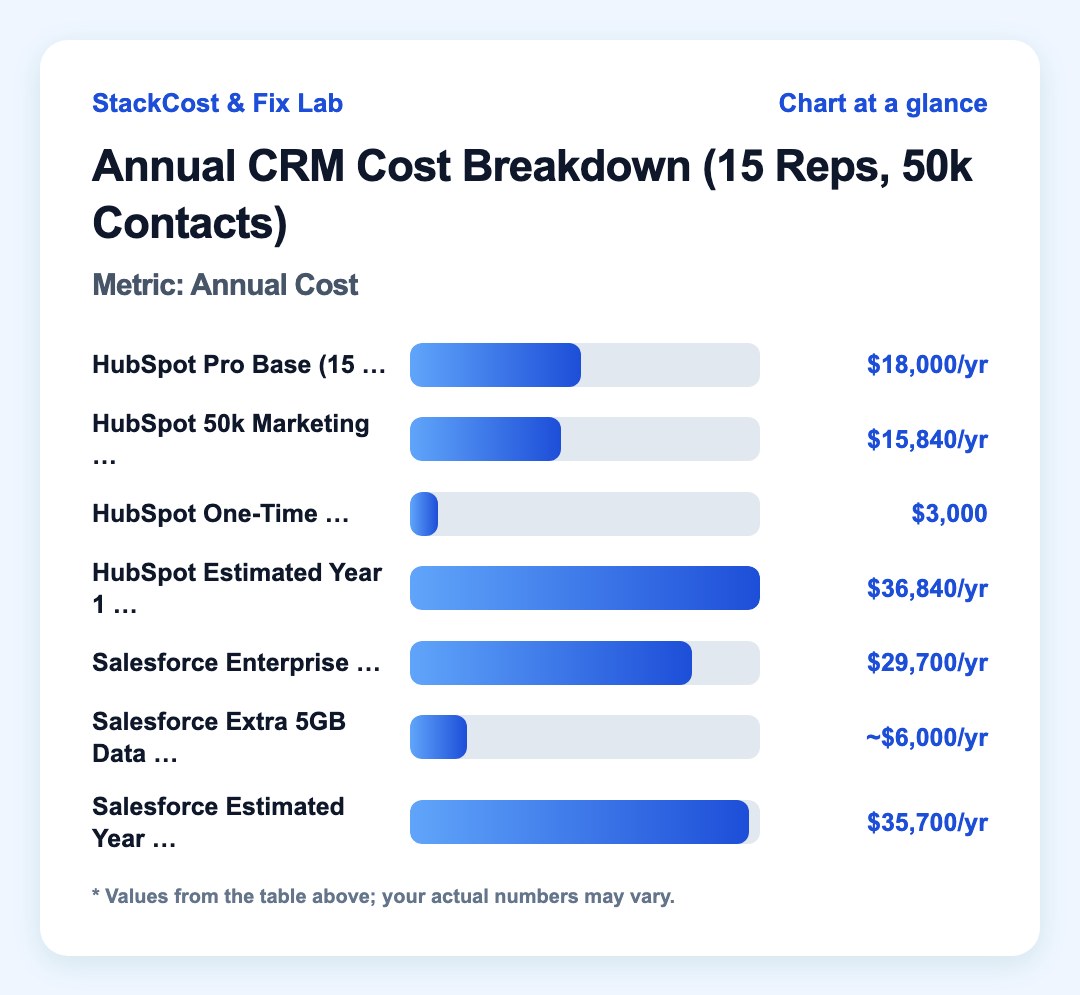 StackCost & Fix Lab
Chart at a glance
Annual CRM Cost Breakdown (15 Reps, 50k
Contacts)
Metric: Annual Cost
HubSpot Pro Base (15 …
$18,000/yr
HubSpot 50k Marketing
…
$15,840/yr
HubSpot One-Time …
$3,000
HubSpot Estimated Year
1 …
$36,840/yr
Salesforce Enterprise …
$29,700/yr
Salesforce Extra 5GB
Data …
~$6,000/yr
Salesforce Estimated
Year …
$35,700/yr
* Values from the table above; your actual numbers may vary.